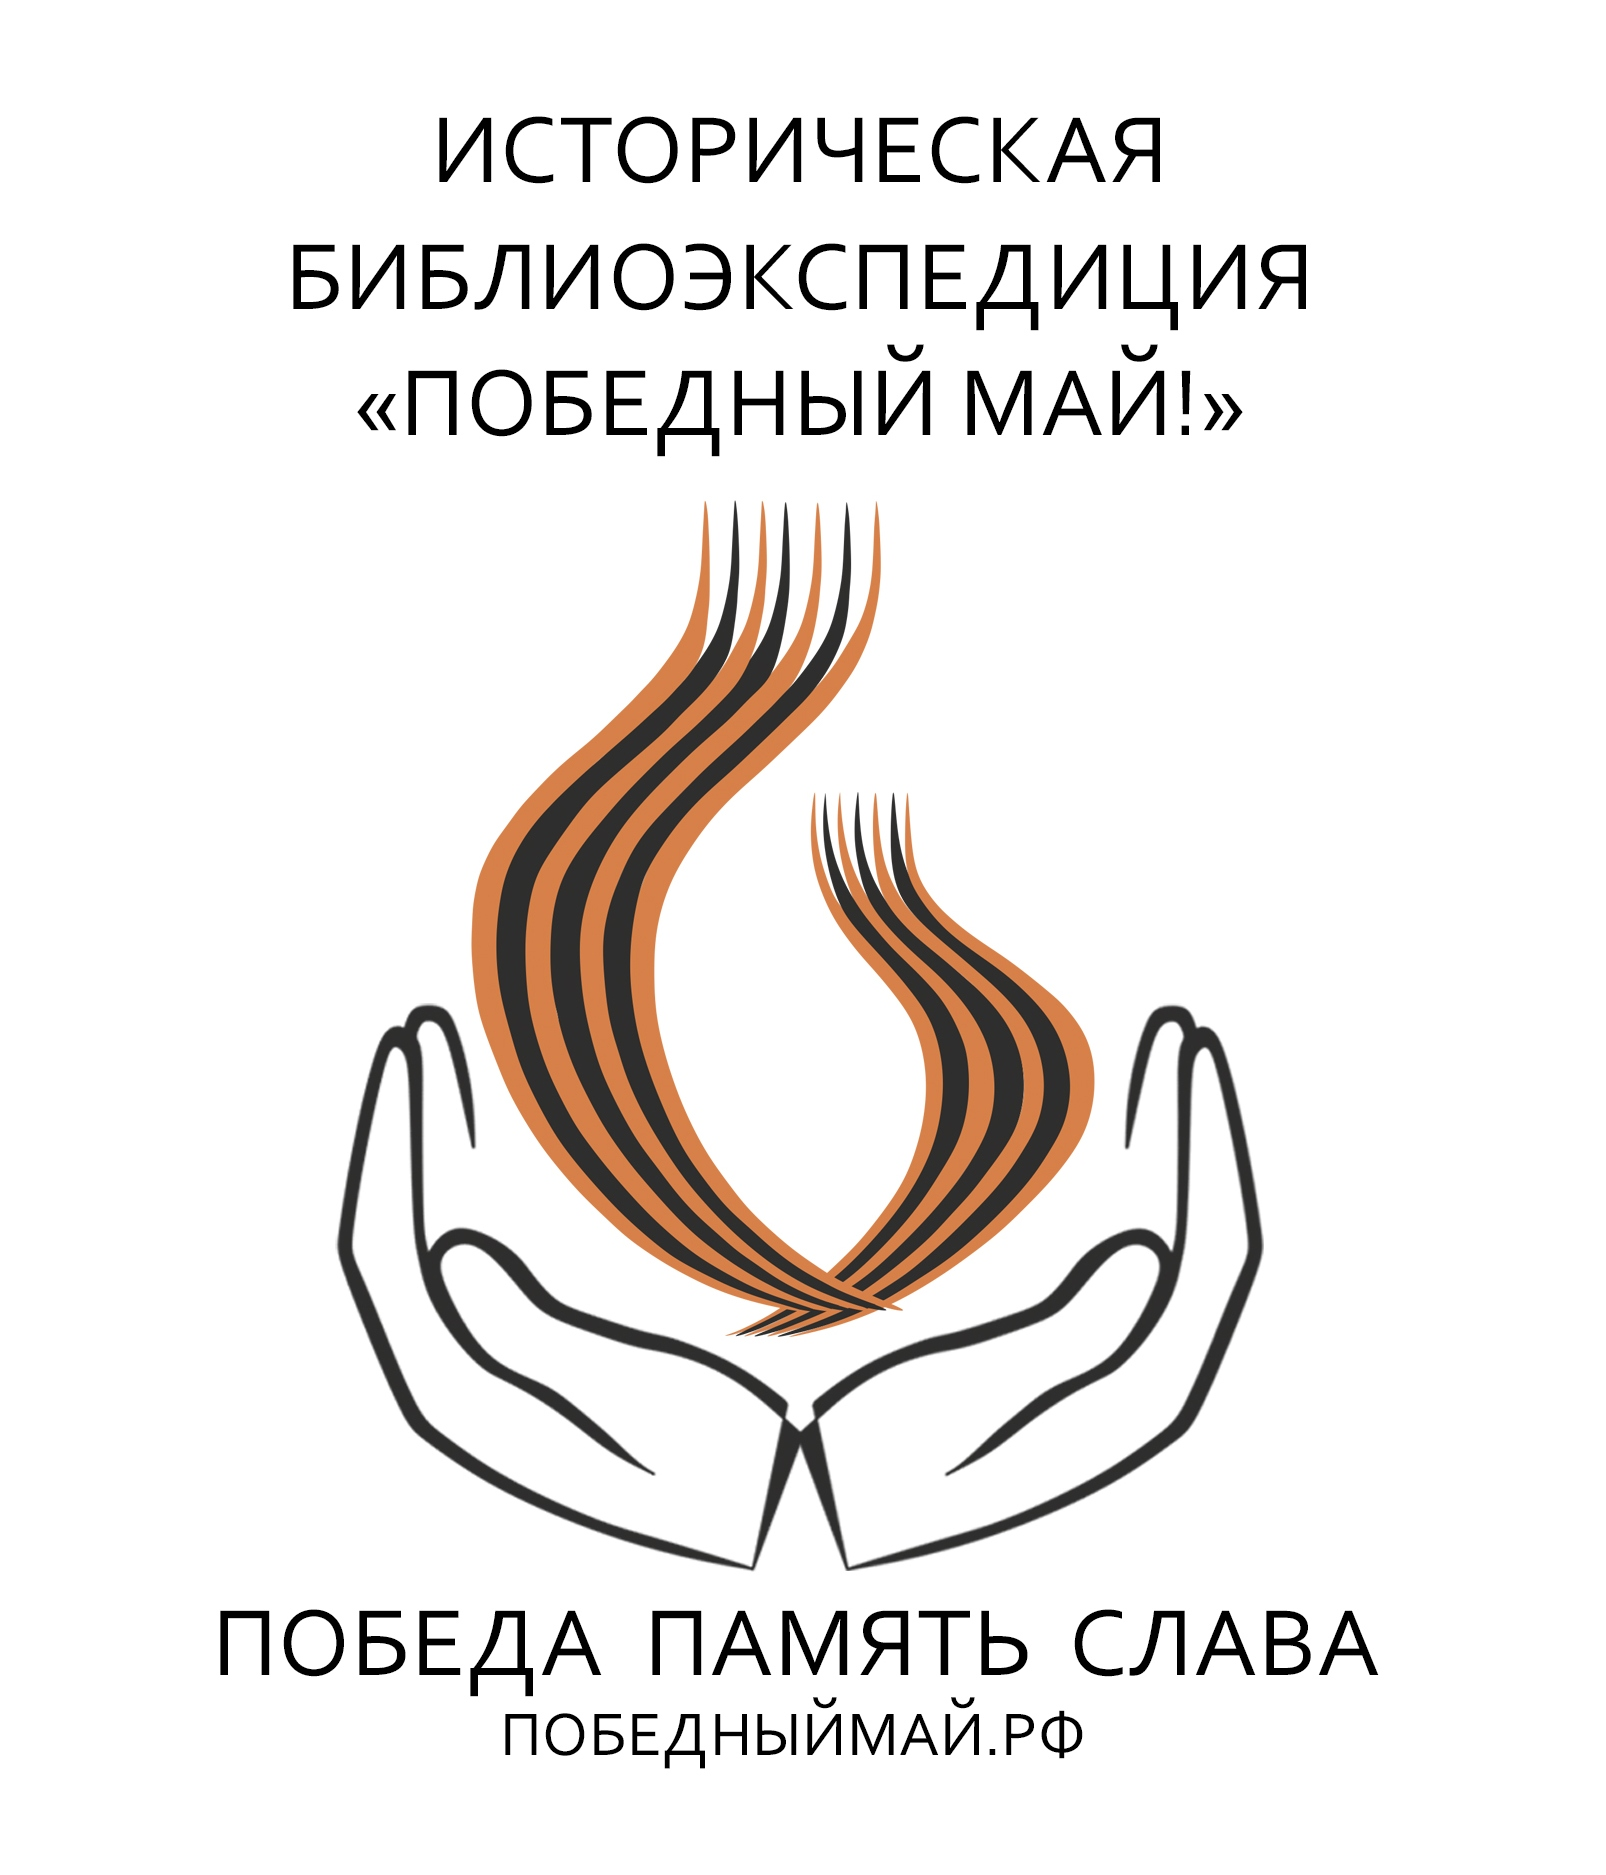 ИСТОРИЧЕСКАЯ
БИБЛИОЭКСПЕДИЦИЯ
«ПОБЕДНЫЙ МАЙ!»
ПОБЕДА ПАМЯТЬ СЛАВА
ПОБЕДНЫЙМАЙ.РФ